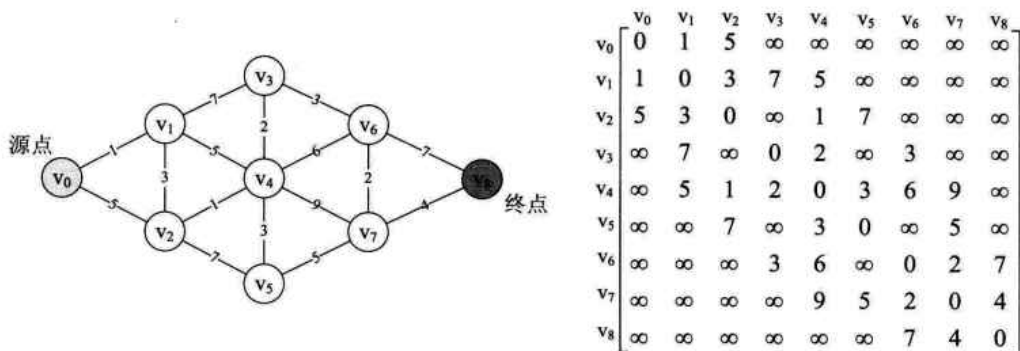 v₃
7 3
v₁ 2 v₆
源点 1 5 6 7
v₀ 3 v₄ 2 v₈
5 1 9 4 终点
v₂ 3 v₇
7 5
v₅
v₀ v₁ v₂ v₃ v₄ v₅ v₆ v₇ v₈
v₀ 0 1 5 ∞ ∞ ∞ ∞ ∞ ∞
v₁ 1 0 3 7 5 ∞ ∞ ∞ ∞
v₂ 5 3 0 ∞ 1 7 ∞ ∞ ∞
v₃ ∞ 7 ∞ 0 2 ∞ 3 ∞ ∞
v₄ ∞ 5 1 2 0 3 6 9 ∞
v₅ ∞ ∞ 7 ∞ 3 0 ∞ 5 ∞
v₆ ∞ ∞ ∞ 3 6 ∞ 0 2 7
v₇ ∞ ∞ ∞ ∞ 9 5 2 0 4
v₈ ∞ ∞ ∞ ∞ ∞ ∞ 7 4 0